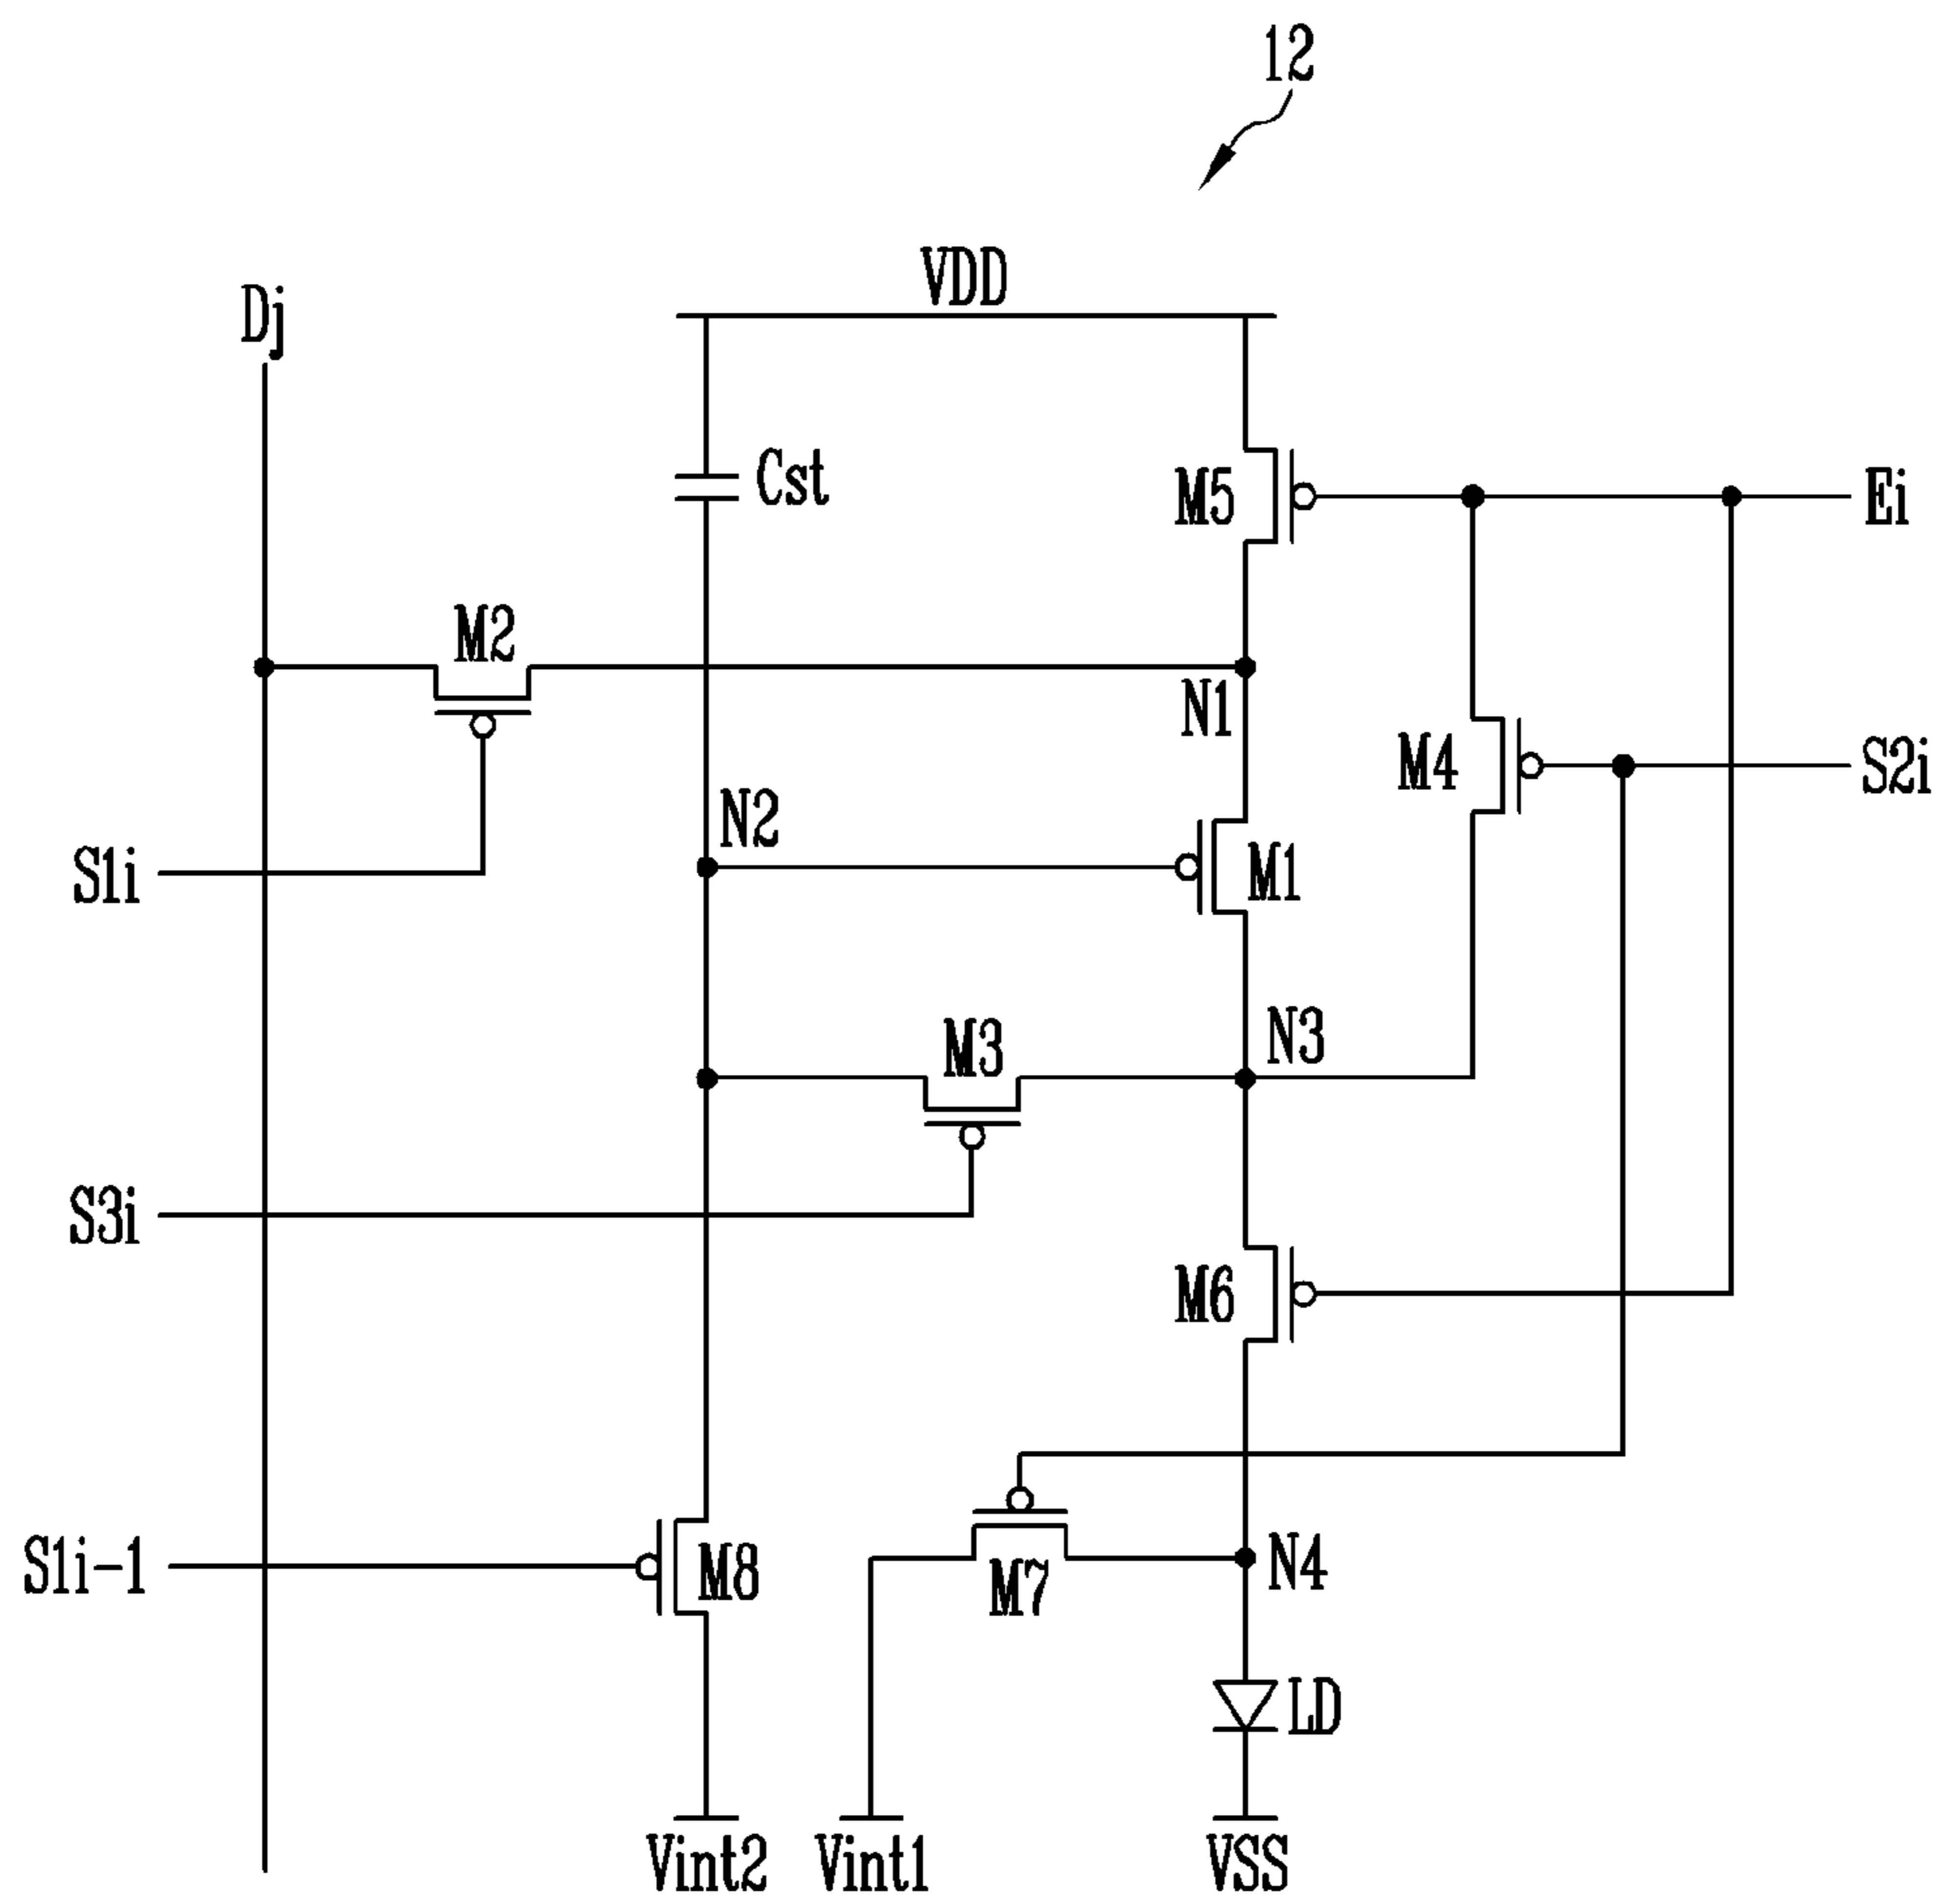 12
VDD
Dj
Cst
M5
Ei
M2
N1
M4
S2i
N2
S1i
M1
N3
M3
S3i
M6
S1i-1
M8
M7
N4
LD
Vint2
Vint1
VSS